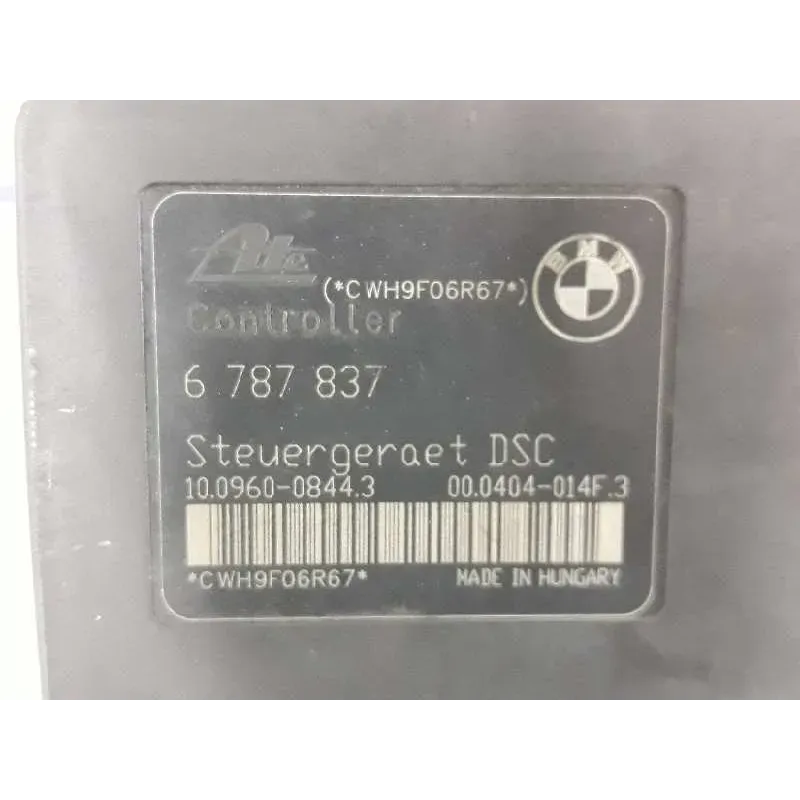 Ate
BMW
(*CWH9F06R67*)
Controller
6 787 837
Steuergeraet DSC
10.0960-0844.3 00.0404-014F.3
*CWH9F06R67* MADE IN HUNGARY